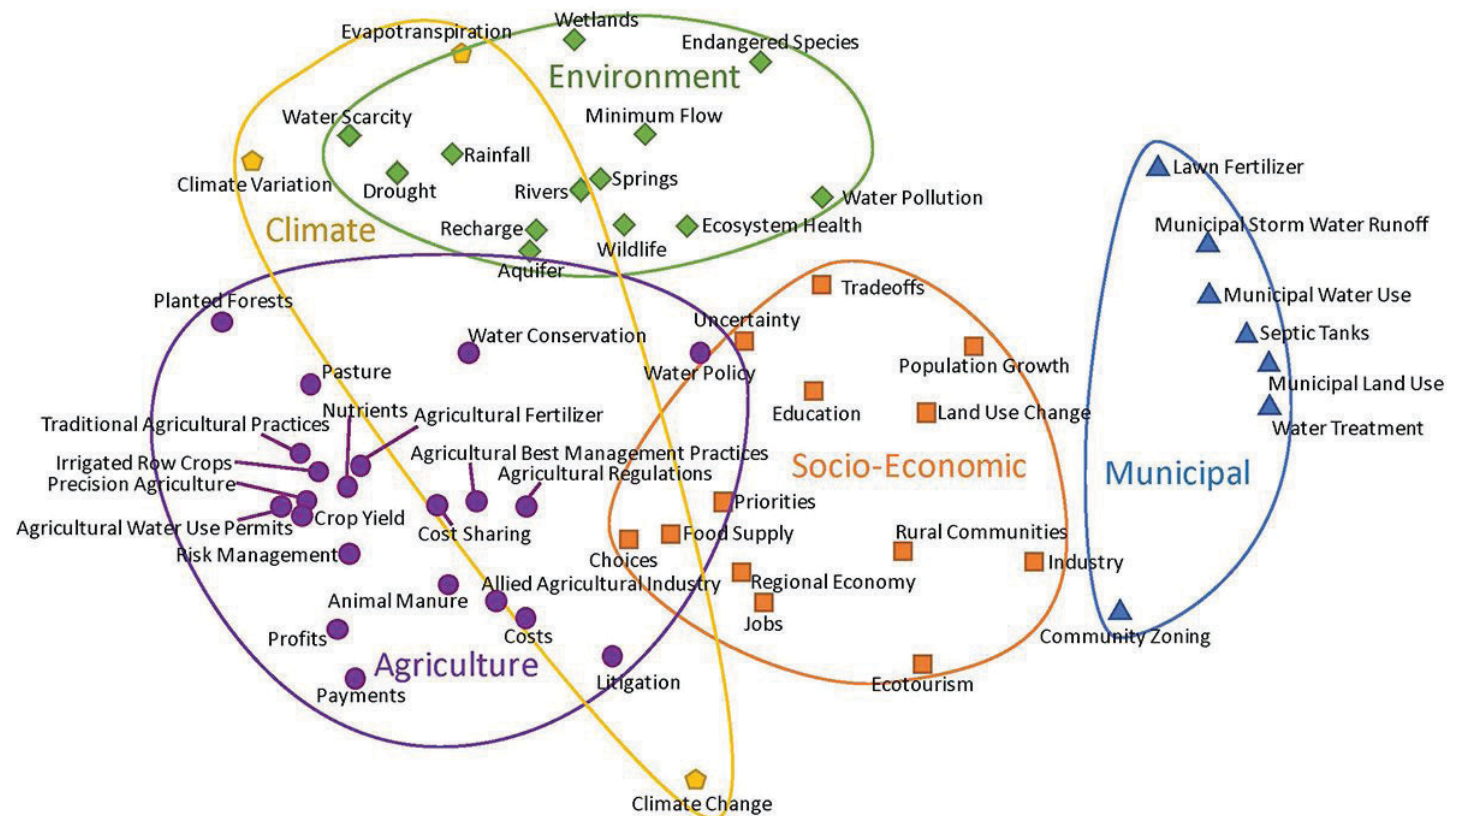 Wetlands
Evapotranspiration
Endangered Species
Environment
Water Scarcity
Minimum Flow
Rainfall
Climate Variation
Drought
Rivers
Springs
Water Pollution
Lawn Fertilizer
Climate
Recharge
Wildlife
Ecosystem Health
Municipal Storm Water Runoff
Aquifer
Tradeoffs
Municipal Water Use
Planted Forests
Uncertainty
Water Conservation
Septic Tanks
Pasture
Water Policy
Population Growth
Municipal Land Use
Nutrients
Agricultural Fertilizer
Education
Land Use Change
Traditional Agricultural Practices
Water Treatment
Agricultural Best Management Practices
Irrigated Row Crops
Agricultural Regulations
Socio-Economic
Municipal
Precision Agriculture
Priorities
Crop Yield
Agricultural Water Use Permits
Cost Sharing
Food Supply
Rural Communities
Risk Management
Choices
Industry
Allied Agricultural Industry
Regional Economy
Animal Manure
Jobs
Profits
Costs
Community Zoning
Agriculture
Litigation
Ecotourism
Payments
Climate Change